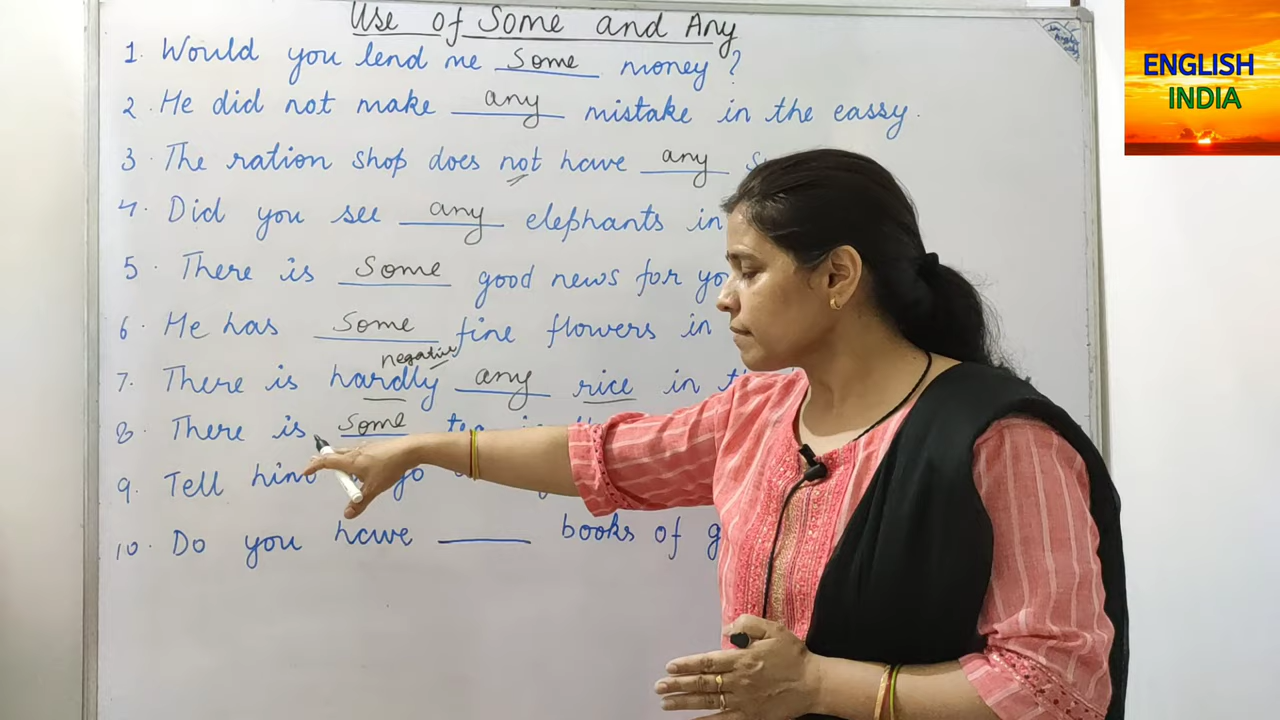 Use of Some and Any
ENGLISH
INDIA
1. Would you lend me some money ?
2. He did not make any mistake in the eassy.
3. The ration shop does not have any
4. Did you see any elephants in
5. There is Some good news for
6. He has Some fine flowers in
negative
7. There is hardly any rice in
8. There is Some
9. Tell him
10. Do you have ____ books of